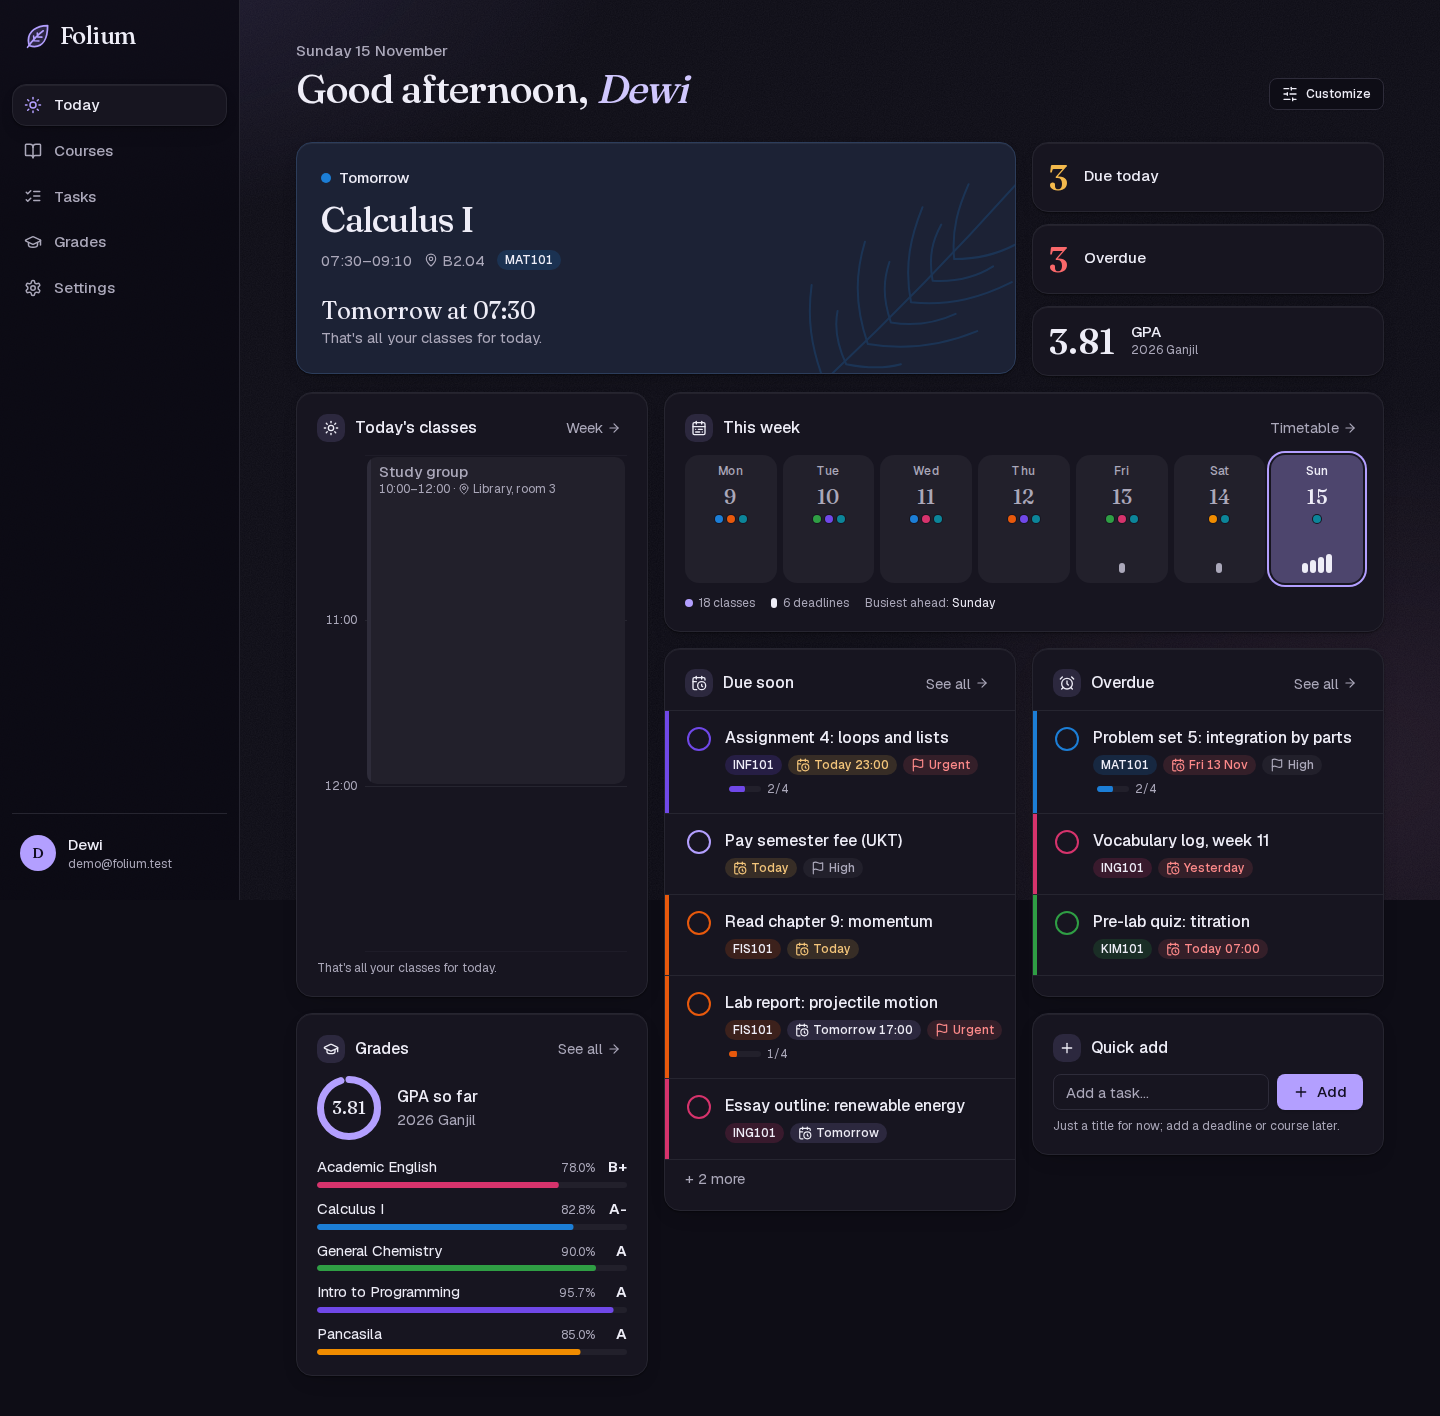 Folium
Today
Courses
Tasks
Grades
Settings
Dewi
D
demo@folium.test
Sunday 15 November
Good afternoon, Dewi
Customize
Tomorrow
Calculus I
07:30–09:10 B2.04 MAT101
Tomorrow at 07:30
That's all your classes for today.
3 Due today
3 Overdue
3.81 GPA
2026 Ganjil
Today's classes Week
Study group
10:00–12:00 · Library, room 3
11:00
12:00
That's all your classes for today.
This week Timetable
Mon Tue Wed Thu Fri Sat Sun
9 10 11 12 13 14 15
18 classes 6 deadlines Busiest ahead: Sunday
Due soon See all
Assignment 4: loops and lists
INF101 Today 23:00 Urgent
2/4
Pay semester fee (UKT)
Today High
Read chapter 9: momentum
FIS101 Today
Lab report: projectile motion
FIS101 Tomorrow 17:00 Urgent
1/4
Essay outline: renewable energy
ING101 Tomorrow
+ 2 more
Overdue See all
Problem set 5: integration by parts
MAT101 Fri 13 Nov High
2/4
Vocabulary log, week 11
ING101 Yesterday
Pre-lab quiz: titration
KIM101 Today 07:00
Grades See all
3.81
GPA so far
2026 Ganjil
Academic English 78.0% B+
Calculus I 82.8% A-
General Chemistry 90.0% A
Intro to Programming 95.7% A
Pancasila 85.0% A
Quick add
Add a task...
Add
Just a title for now; add a deadline or course later.